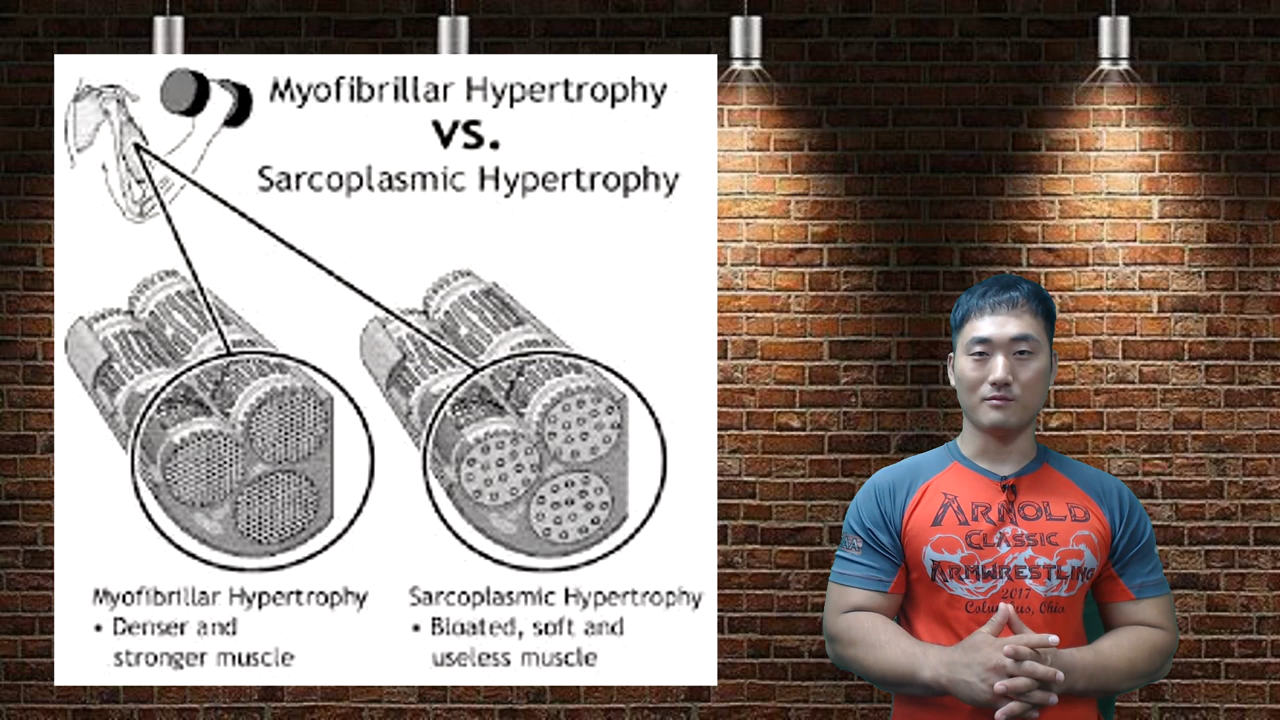 Myofibrillar Hypertrophy
VS.
Sarcoplasmic Hypertrophy
Myofibrillar Hypertrophy
• Denser and
stronger muscle
Sarcoplasmic Hypertrophy
• Bloated, soft and
useless muscle
ARNOLD
CLASSIC
ARMWRESTLING
2017
Columbus, Ohio